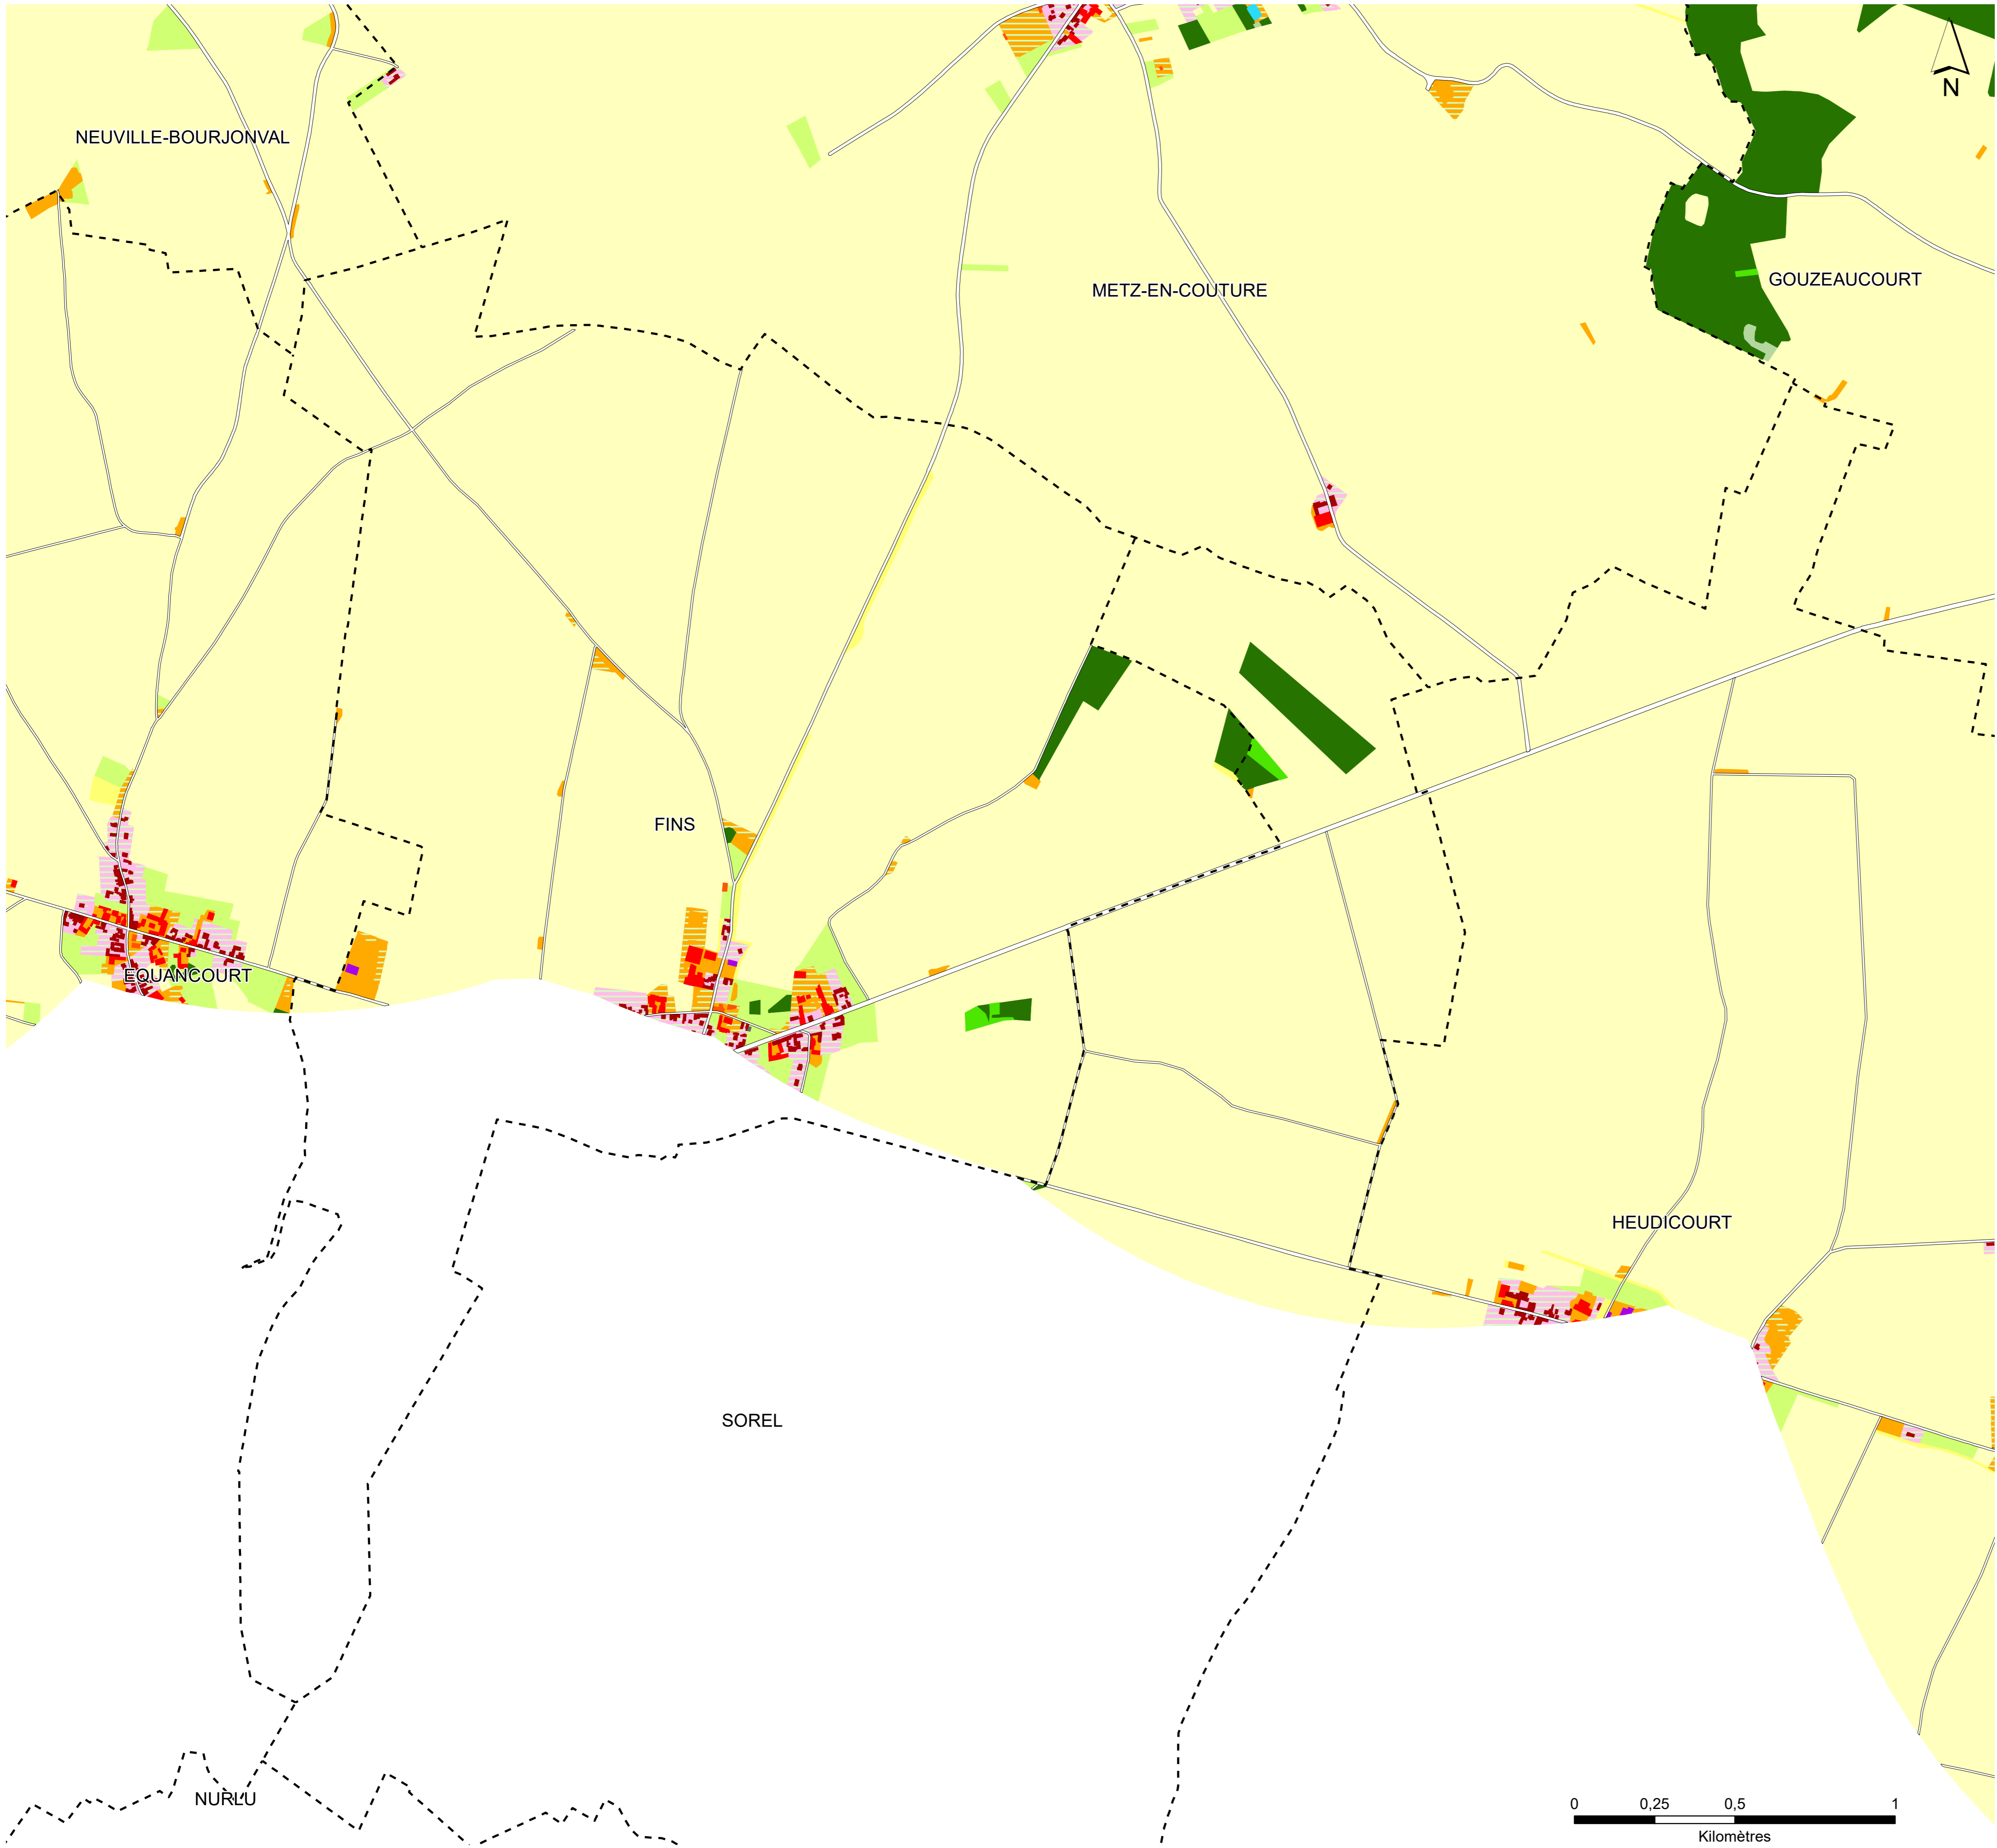 N
NEUVILLE-BOURJONVAL
GOUZEAUCOURT
METZ-EN-COUTURE
FINS
EQUANCOURT
HEUDICOURT
SOREL
NURLU
0 0,25 0,5 1
Kilomètres